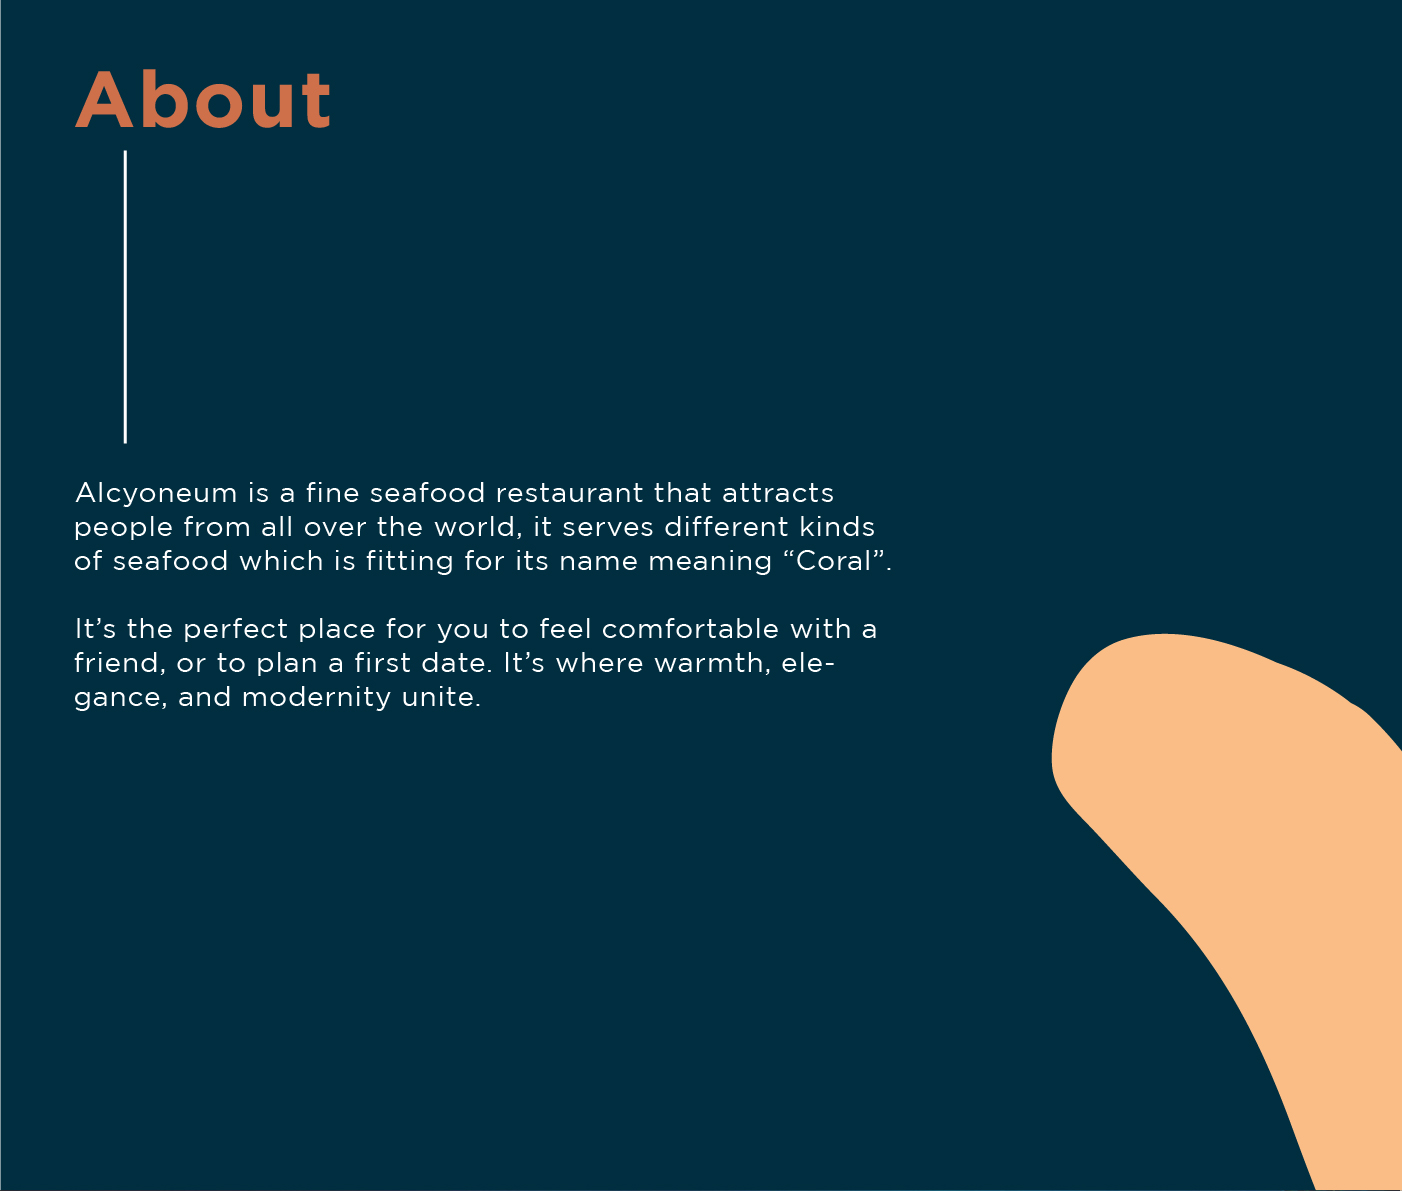 About
Alcyoneum is a fine seafood restaurant that attracts
people from all over the world, it serves different kinds
of seafood which is fitting for its name meaning “Coral”.
It’s the perfect place for you to feel comfortable with a
friend, or to plan a first date. It’s where warmth, ele-
gance, and modernity unite.